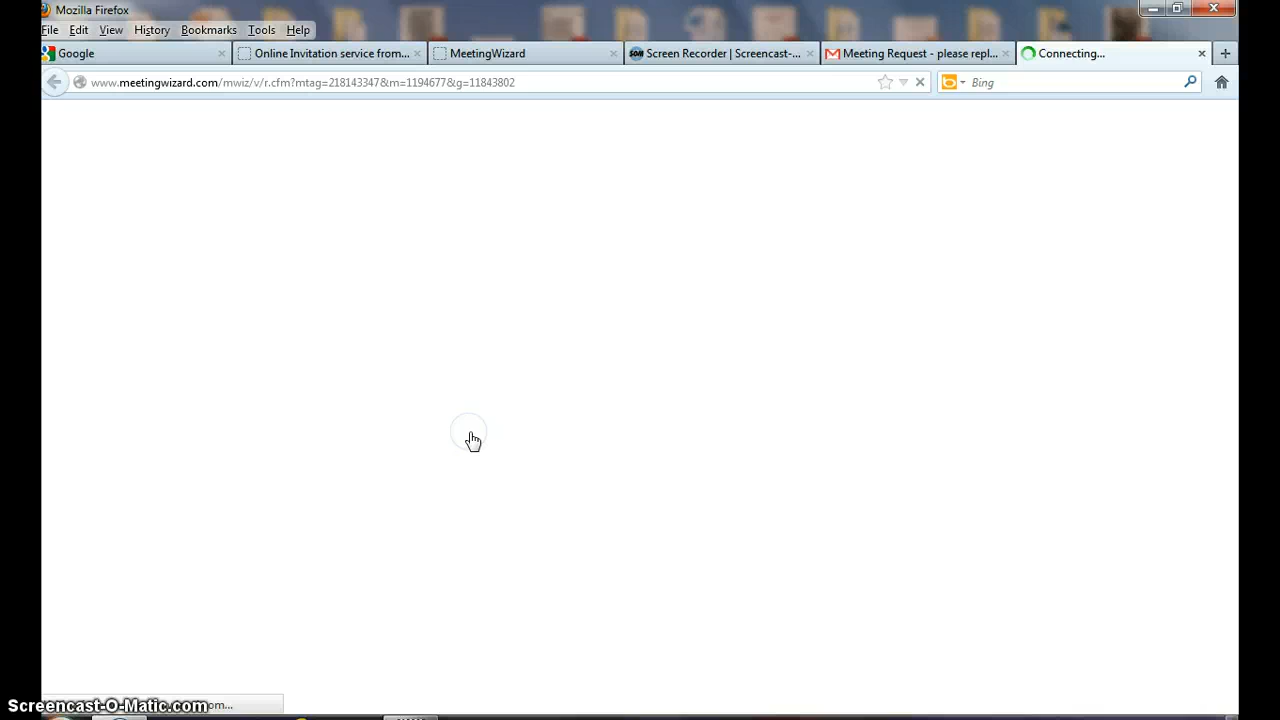 Mozilla Firefox
File Edit View History Bookmarks Tools Help
Google
Online Invitation service from...
MeetingWizard
Screen Recorder | Screencast-...
Meeting Request - please repl...
Connecting...
www.meetingwizard.com/mwiz/v/r.cfm?mtag=218143347&m=1194677&g=11843802
Bing
Screencast-O-Matic.com
om...